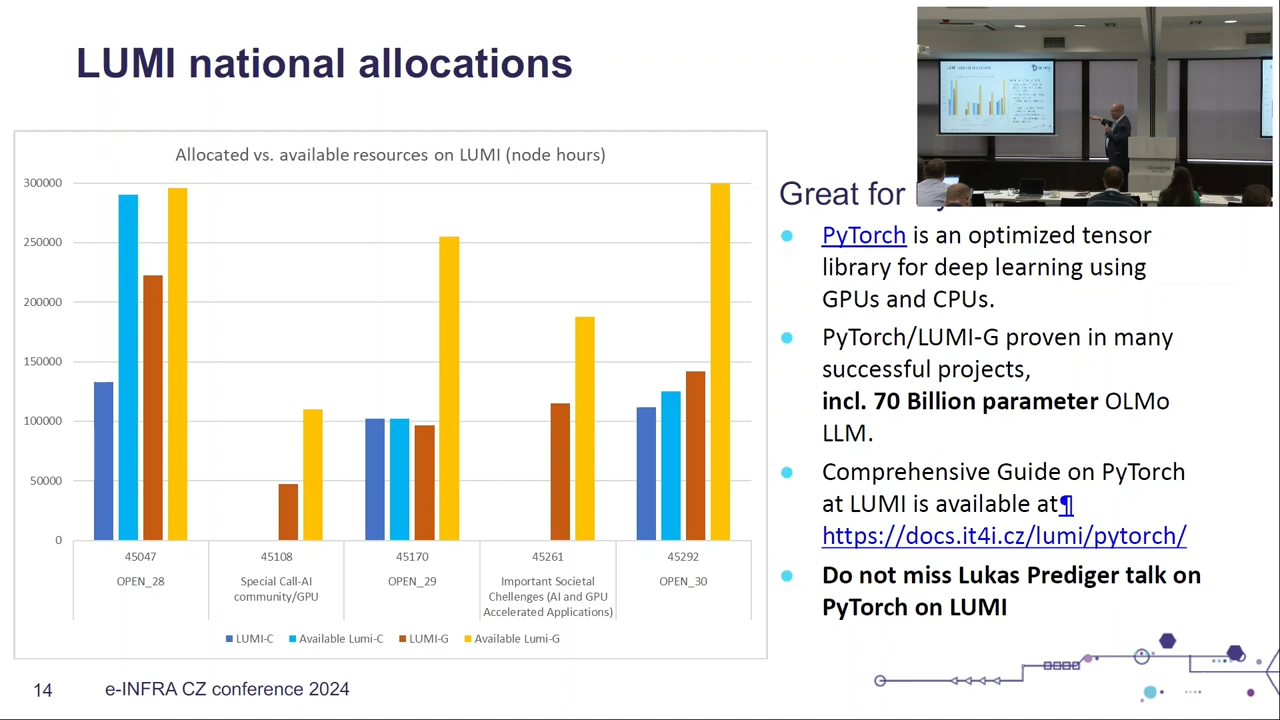 LUMI national allocations
Allocated vs. available resources on LUMI (node hours)
300000
250000
200000
150000
100000
50000
0
45047
45108
45170
45261
45292
OPEN_28
Special Call-AI
community/GPU
OPEN_29
Important Societal
Chellenges (AI and GPU
Accelerated Applications)
OPEN_30
LUMI-C
Available Lumi-C
LUMI-G
Available Lumi-G
Great for
PyTorch is an optimized tensor
library for deep learning using
GPUs and CPUs.
PyTorch/LUMI-G proven in many
successful projects,
incl. 70 Billion parameter OLMo
LLM.
Comprehensive Guide on PyTorch
at LUMI is available at¶
https://docs.it4i.cz/lumi/pytorch/
Do not miss Lukas Prediger talk on
PyTorch on LUMI
14
e-INFRA CZ conference 2024